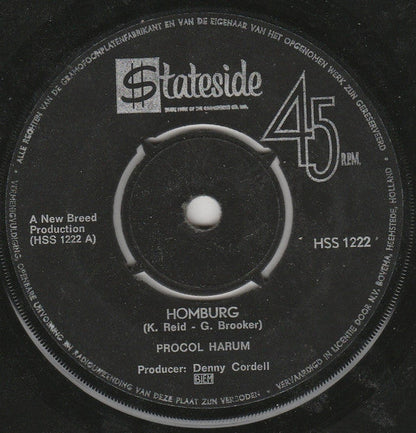 ALLE RECHTEN VAN DE GRAMOFOONPLATENFABRIKANT EN VAN DE EIGENAAR VAN HET OPGENOMEN WERK ZIJN GERESERVEERD
$tateside
TRADE MARK OF THE GRAMOPHONE CO. LTD.
45
R.P.M.
A New Breed
Production
(HSS 1222 A)
HSS 1222
HOMBURG
(K. Reid - G. Brooker)
PROCOL HARUM
Producer: Denny Cordell
BIEM
VERMENIGVULDIGING, OPENBARE UITVOERING EN RADIOUITZENDING VAN DEZE PLAAT ZIJN VERBODEN
VERVAARDIGD IN LICENTIE DOOR N.V. BOVEMA, HEEMSTEDE, HOLLAND